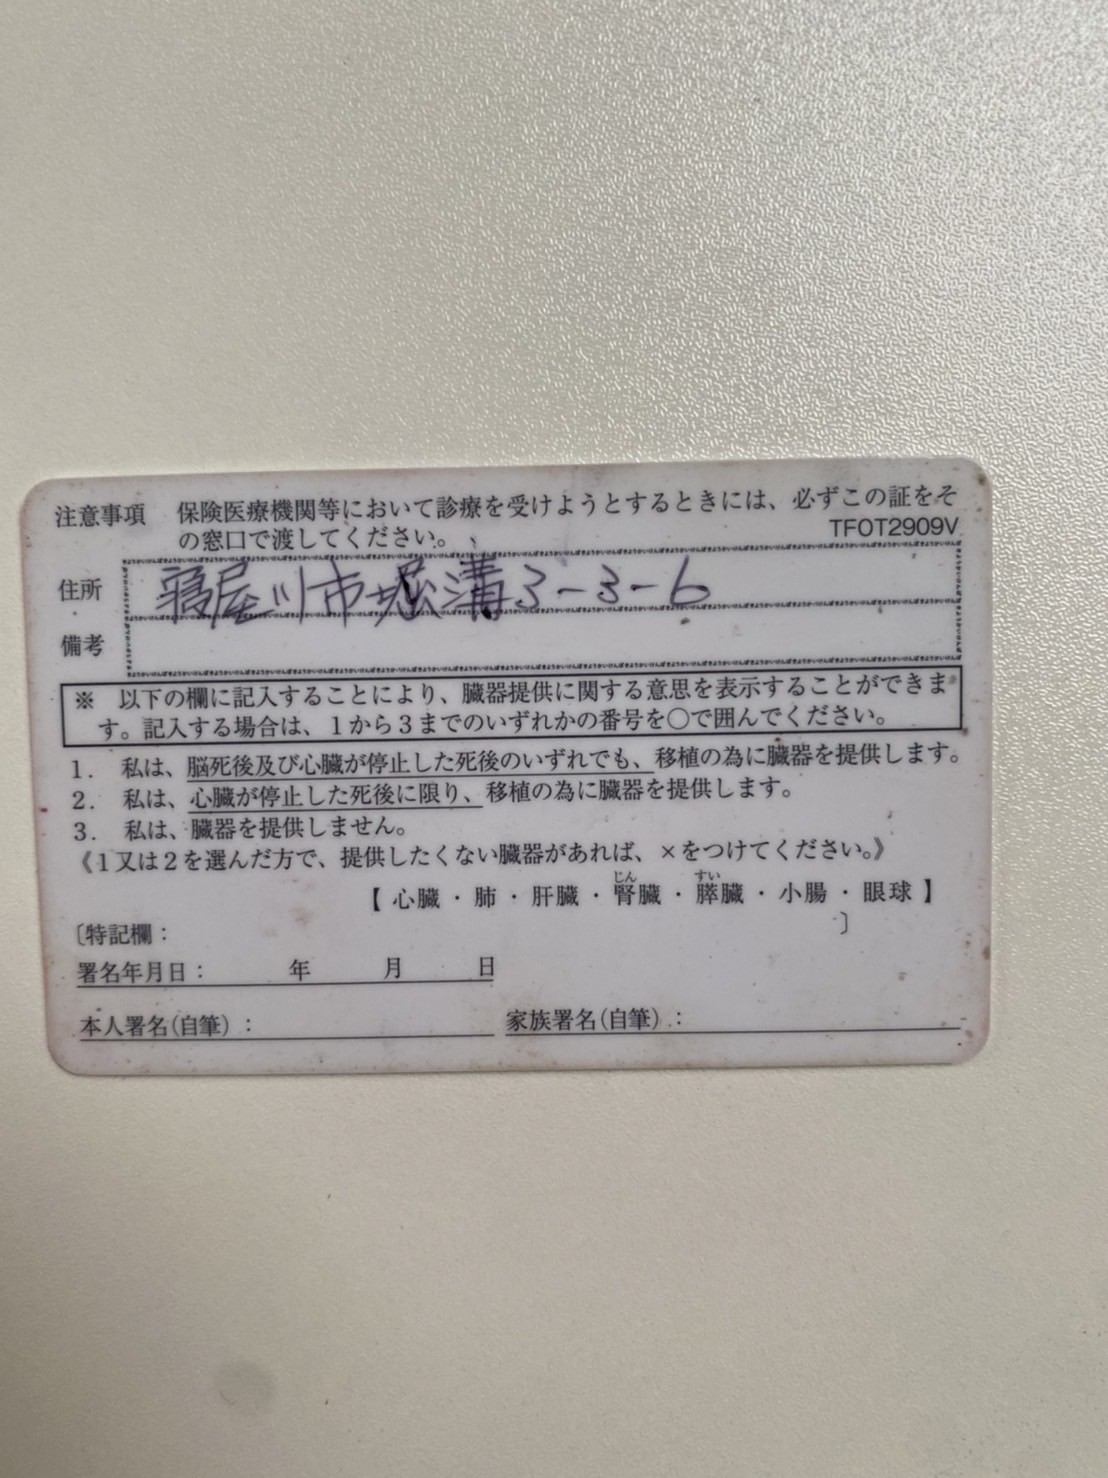 注意事項　保険医療機関等において診療を受けようとするときには、必ずこの証をそ
の窓口で渡してください。
TF0T2909V
住所　寝屋川市堀溝3-3-6
備考
※　以下の欄に記入することにより、臓器提供に関する意思を表示することができま
す。記入する場合は、1から3までのいずれかの番号を○で囲んでください。
1.　私は、脳死後及び心臓が停止した死後のいずれでも、移植の為に臓器を提供します。
2.　私は、心臓が停止した死後に限り、移植の為に臓器を提供します。
3.　私は、臓器を提供しません。
《1又は2を選んだ方で、提供したくない臓器があれば、×をつけてください。》
じん　すい
【 心臓 ・ 肺 ・ 肝臓 ・ 腎臓 ・ 膵臓 ・ 小腸 ・ 眼球 】
〔特記欄：　〕
署名年月日：　年　月　日
本人署名(自筆)：　家族署名(自筆)：